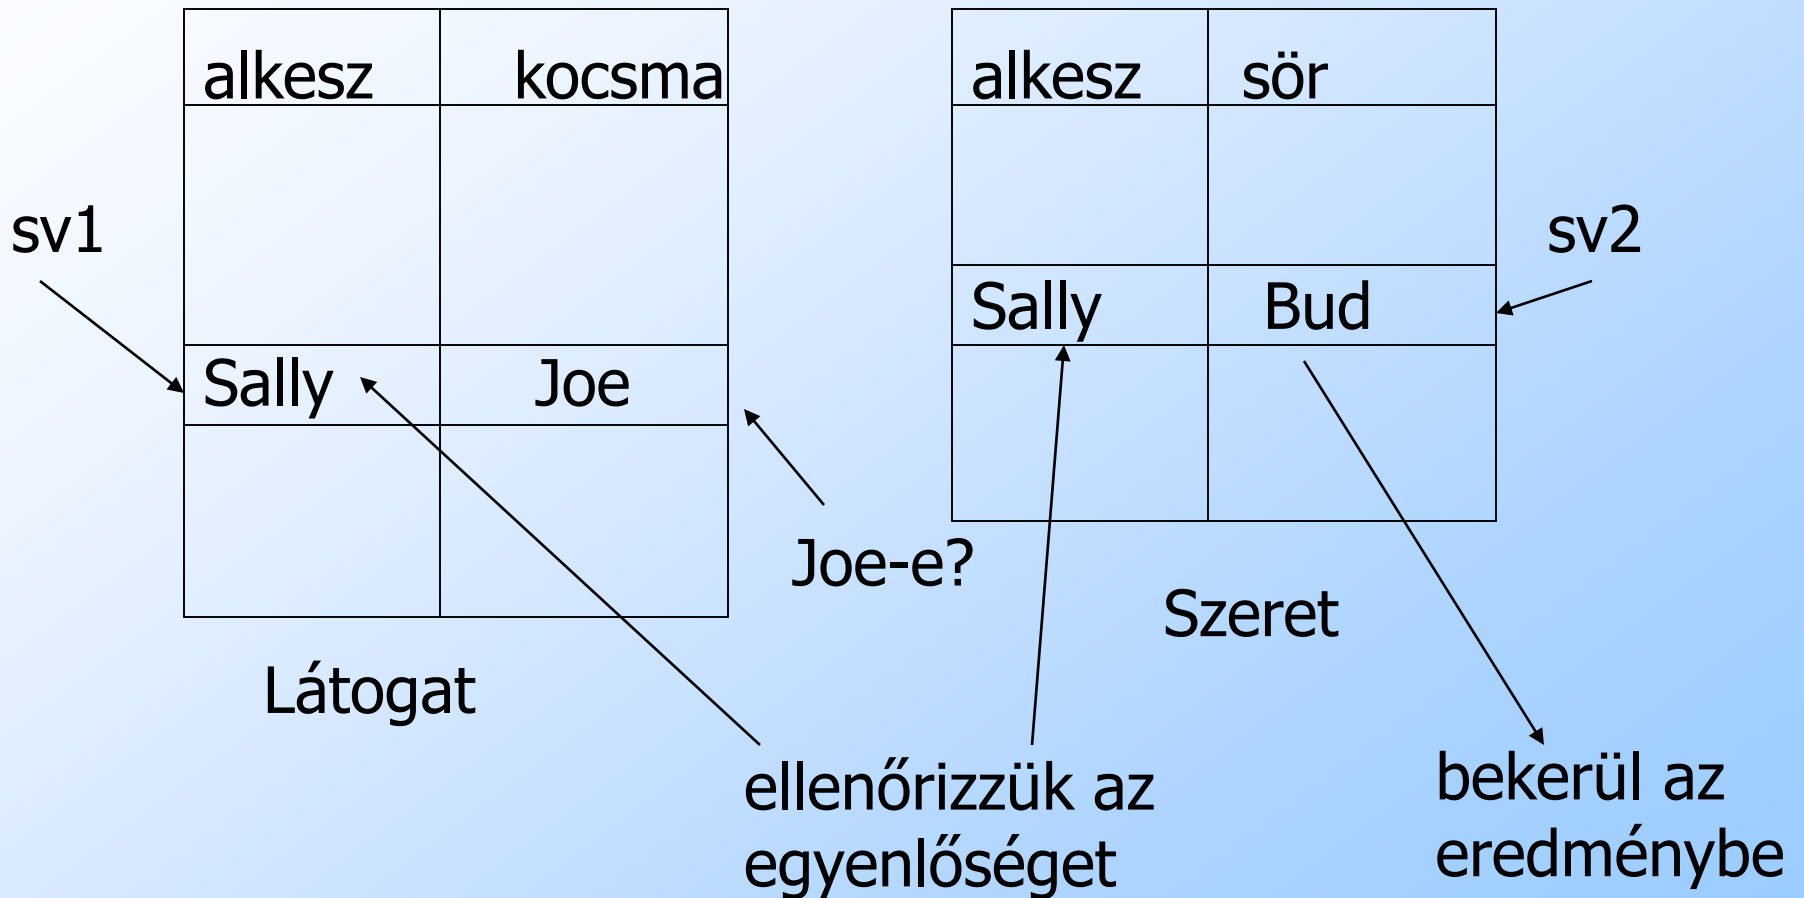 alkesz kocsma
alkesz sör
sv1
sv2
Sally Bud
Sally Joe
Joe-e?
Szeret
Látogat
ellenőrizzük az
egyenlőséget
bekerül az
eredménybe